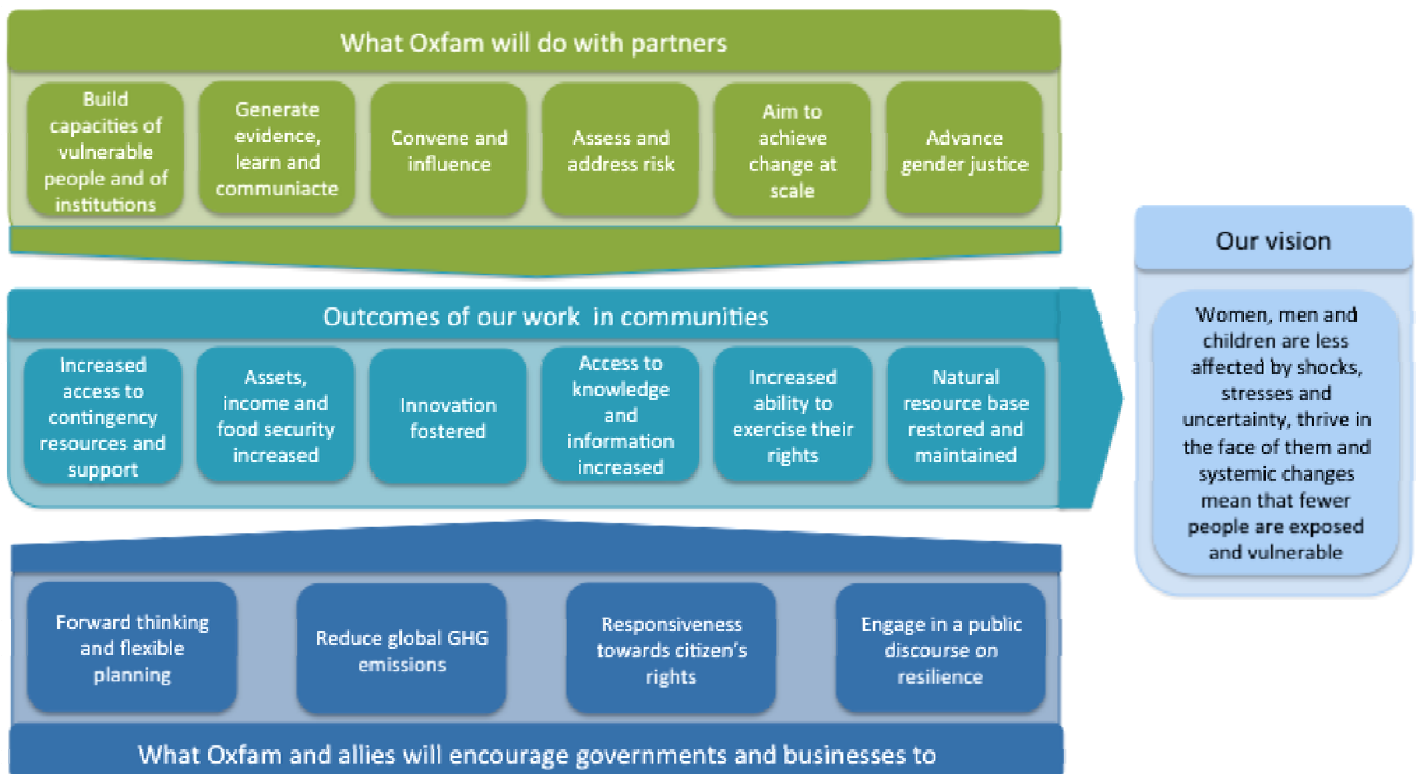 What Oxfam will do with partners
Build
capacities of
vulnerable
people and of
institutions
Generate
evidence,
learn and
communiacte
Convene and
influence
Assess and
address risk
Aim to
achieve
change at
scale
Advance
gender justice
Outcomes of our work in communities
Increased
access to
contingency
resources and
support
Assets,
income and
food security
increased
Innovation
fostered
Access to
knowledge
and
information
increased
Increased
ability to
exercise their
rights
Natural
resource base
restored and
maintained
Forward thinking
and flexible
planning
Reduce global GHG
emissions
Responsiveness
towards citizen's
rights
Engage in a public
discourse on
resilience
What Oxfam and allies will encourage governments and businesses to
Our vision
Women, men and
children are less
affected by shocks,
stresses and
uncertainty, thrive in
the face of them and
systemic changes
mean that fewer
people are exposed
and vulnerable